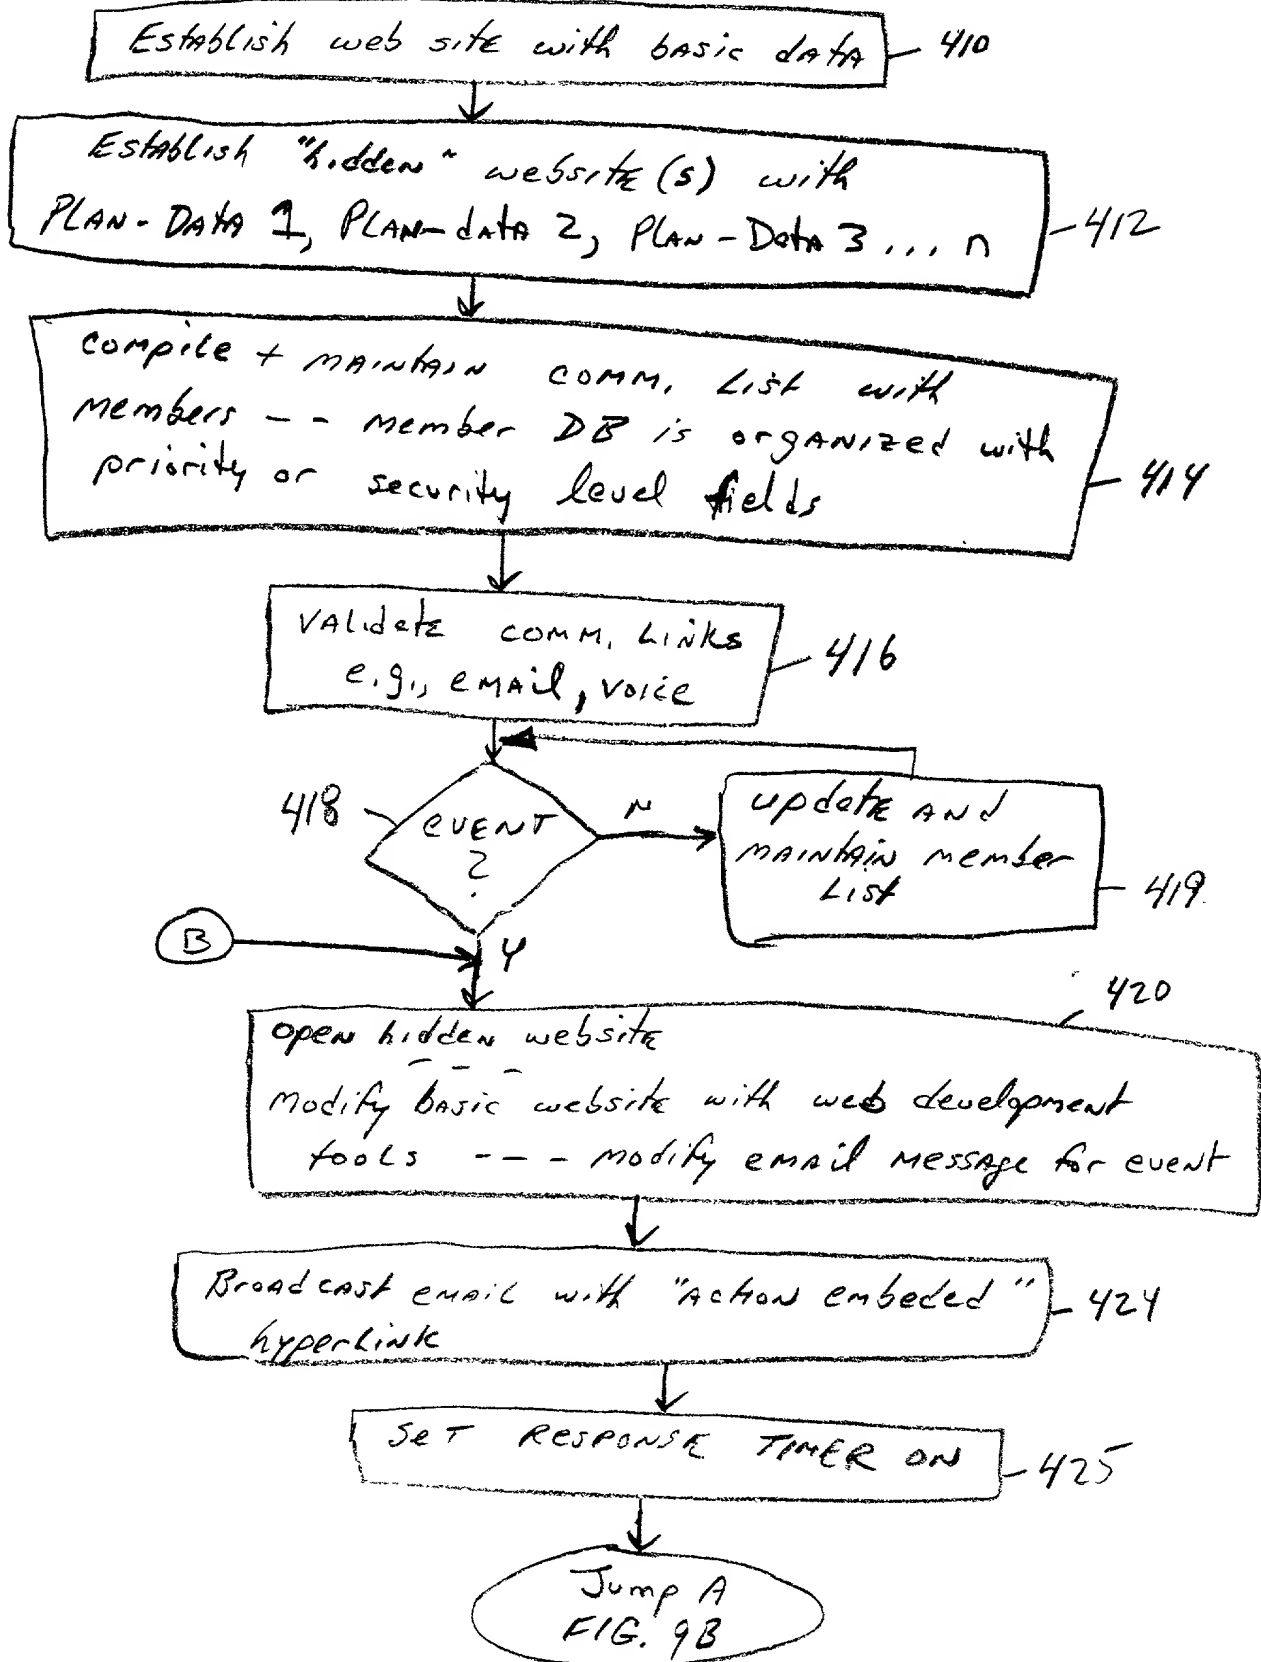 Establish web site with basic data 410
Establish "hidden" website(s) with
Plan-Data 1, Plan-data 2, Plan-Data 3 ... n 412
compile + maintain comm. List with
members -- member DB is organized with
priority or security level fields 414
Validate comm. Links
e.g., email, voice 416
418 event
?
N
update and
maintain member
List 419
B
Y
420
open hidden website
---
modify basic website with web development
tools --- modify email message for event
Broadcast email with "action embeded"
hyperlink 424
Set Response Timer on 425
Jump A
FIG. 9B